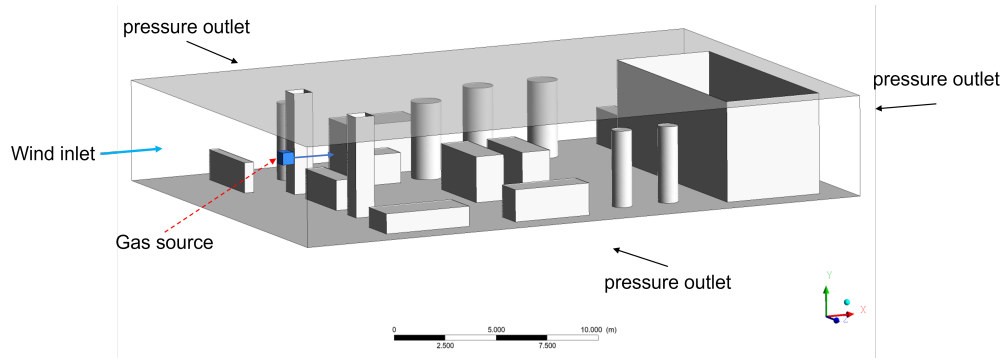 pressure outlet
pressure outlet
Wind inlet
Gas source
pressure outlet
Y
X
Z
0
5.000
10.000 (m)
2.500
7.500